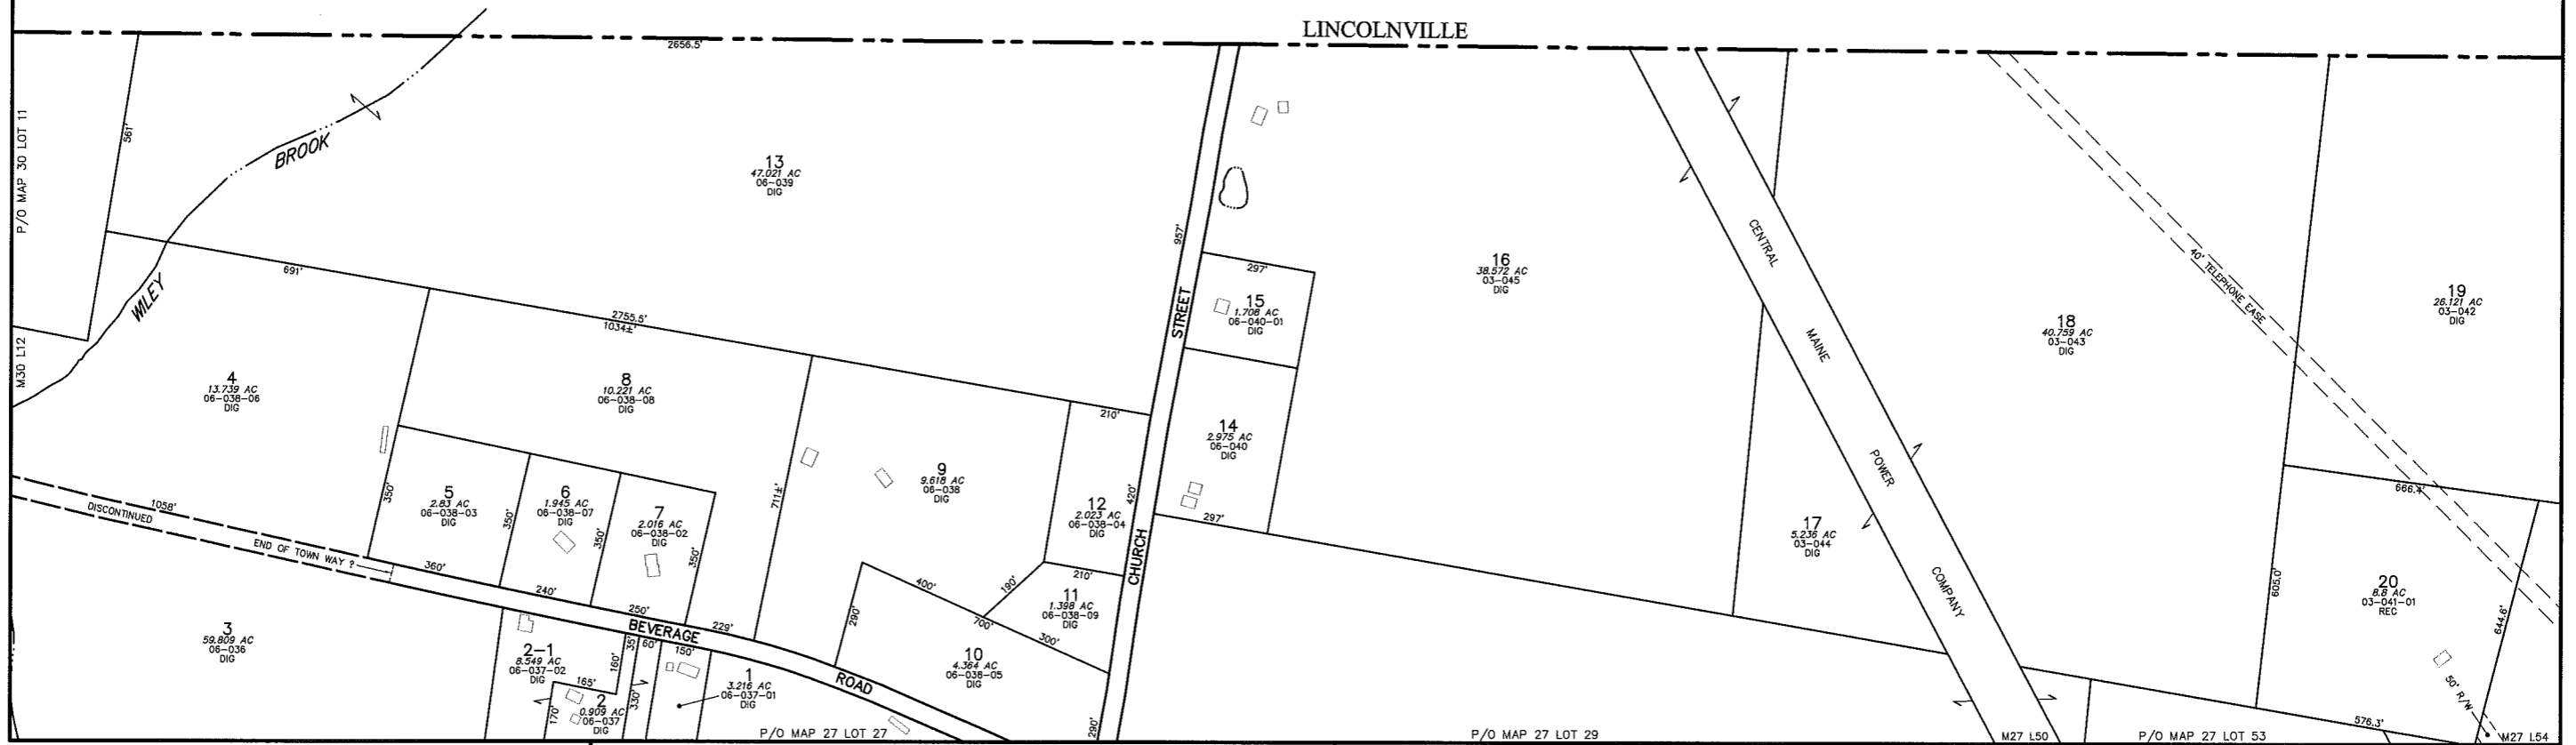 LINCOLNVILLE
2656.5'
P/O MAP 30 LOT 11
561'
BROOK
WILEY
M30 L12
13
47.021 AC
06-039
DIG
957'
691'
2755.5'
1034±'
210'
4
13.739 AC
06-038-06
DIG
8
10.221 AC
06-038-08
DIG
5
2.83 AC
06-038-03
DIG
350'
350'
6
1.945 AC
06-038-07
DIG
350'
7
2.016 AC
06-038-02
DIG
350'
711±'
9
9.618 AC
06-038
DIG
12
2.023 AC
06-038-04
DIG
420'
210'
190'
11
1.398 AC
06-038-09
DIG
400'
700'
300'
290'
10
4.364 AC
06-038-05
DIG
290'
1058'
DISCONTINUED
END OF TOWN WAY ?
360'
240'
250'
229'
BEVERAGE
ROAD
3
59.809 AC
06-036
DIG
2-1
8.549 AC
06-037-02
DIG
35'
60'
150'
160'
165'
170'
330'
2
0.909 AC
06-037
DIG
1
3.216 AC
06-037-01
DIG
P/O MAP 27 LOT 27
STREET
CHURCH
297'
15
1.708 AC
06-040-01
DIG
14
2.975 AC
06-040
DIG
297'
16
38.572 AC
03-045
DIG
CENTRAL
MAINE
POWER
COMPANY
17
5.236 AC
03-044
DIG
18
40.759 AC
03-043
DIG
40' TELEPHONE EASE
19
26.121 AC
03-042
DIG
666.4'
605.0'
20
8.8 AC
03-041-01
REC
644.6'
50' R/W
576.3'
P/O MAP 27 LOT 29
M27 L50
P/O MAP 27 LOT 53
M27 L54